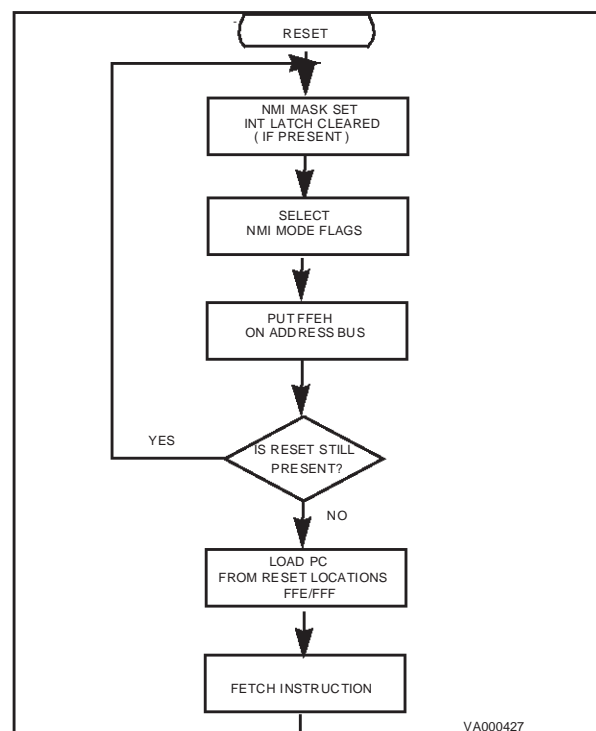 RESET
NMI MASK SET
INT LATCH CLEARED
( IF PRESENT )
SELECT
NMI MODE FLAGS
PUT FFEH
ON ADDRESS BUS
YES
IS RESET STILL
PRESENT?
NO
LOAD PC
FROM RESET LOCATIONS
FFE/FFF
FETCH INSTRUCTION
VA000427